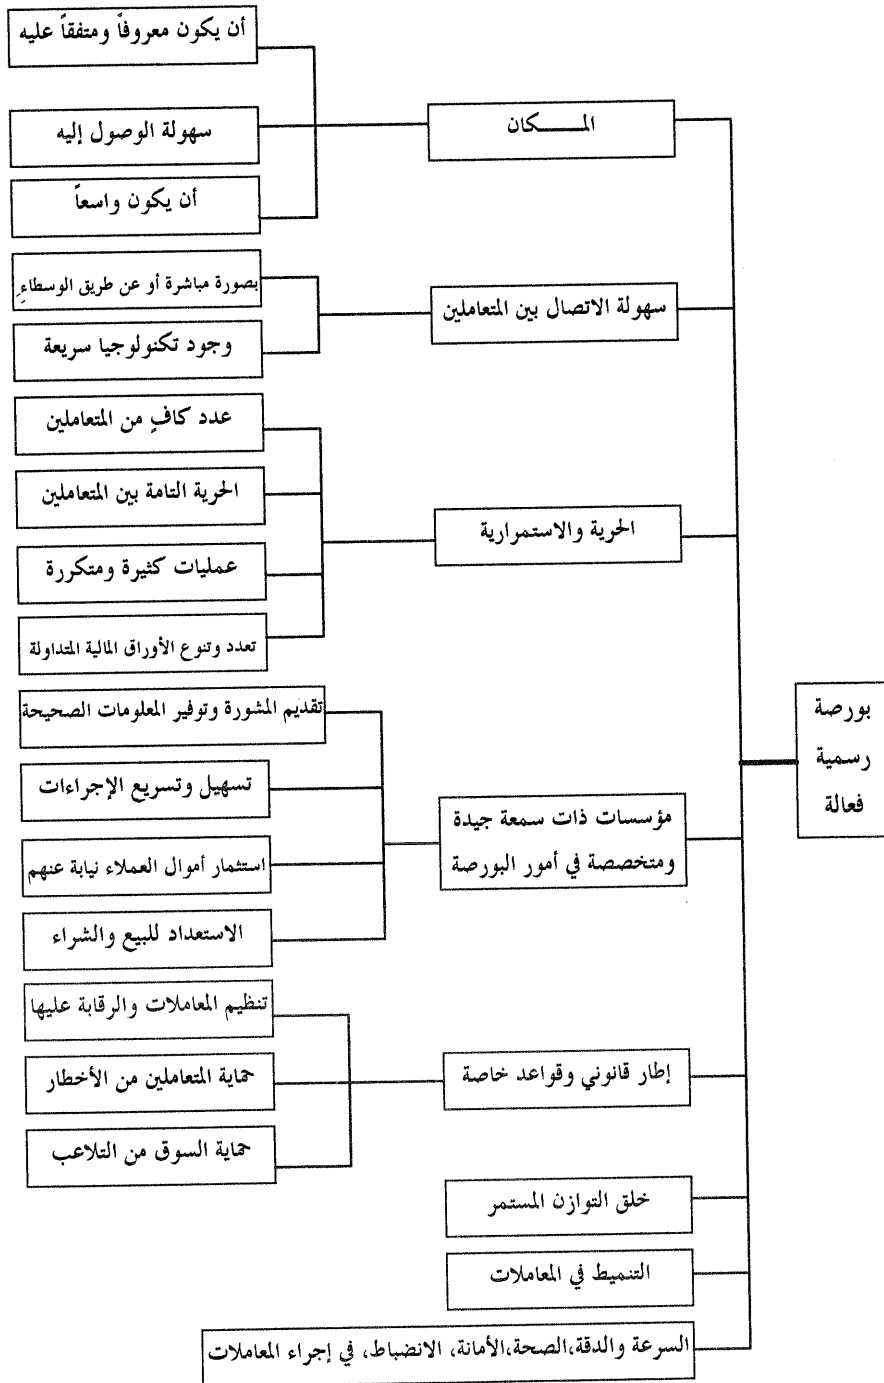 بورصة
رسمية
فعالة
المـــــكان
أن يكون معروفاً ومتفقاً عليه
سهولة الوصول إليه
أن يكون واسعاً
سهولة الاتصال بين المتعاملين
بصورة مباشرة أو عن طريق الوسطاءِ
وجود تكنولوجيا سريعة
الحرية والاستمرارية
عدد كافٍ من المتعاملين
الحرية التامة بين المتعاملين
عمليات كثيرة ومتكررة
تعدد وتنوع الأوراق المالية المتداولة
مؤسسات ذات سمعة جيدة
ومتخصصة في أمور البورصة
تقديم المشورة وتوفير المعلومات الصحيحة
تسهيل وتسريع الإجراءات
استثمار أموال العملاء نيابة عنهم
الاستعداد للبيع والشراء
إطار قانوني وقواعد خاصة
تنظيم المعاملات والرقابة عليها
حماية المتعاملين من الأخطار
حماية السوق من التلاعب
خلق التوازن المستمر
التنميط في المعاملات
السرعة والدقة،الصحة،الأمانة، الانضباط، في إجراء المعاملات